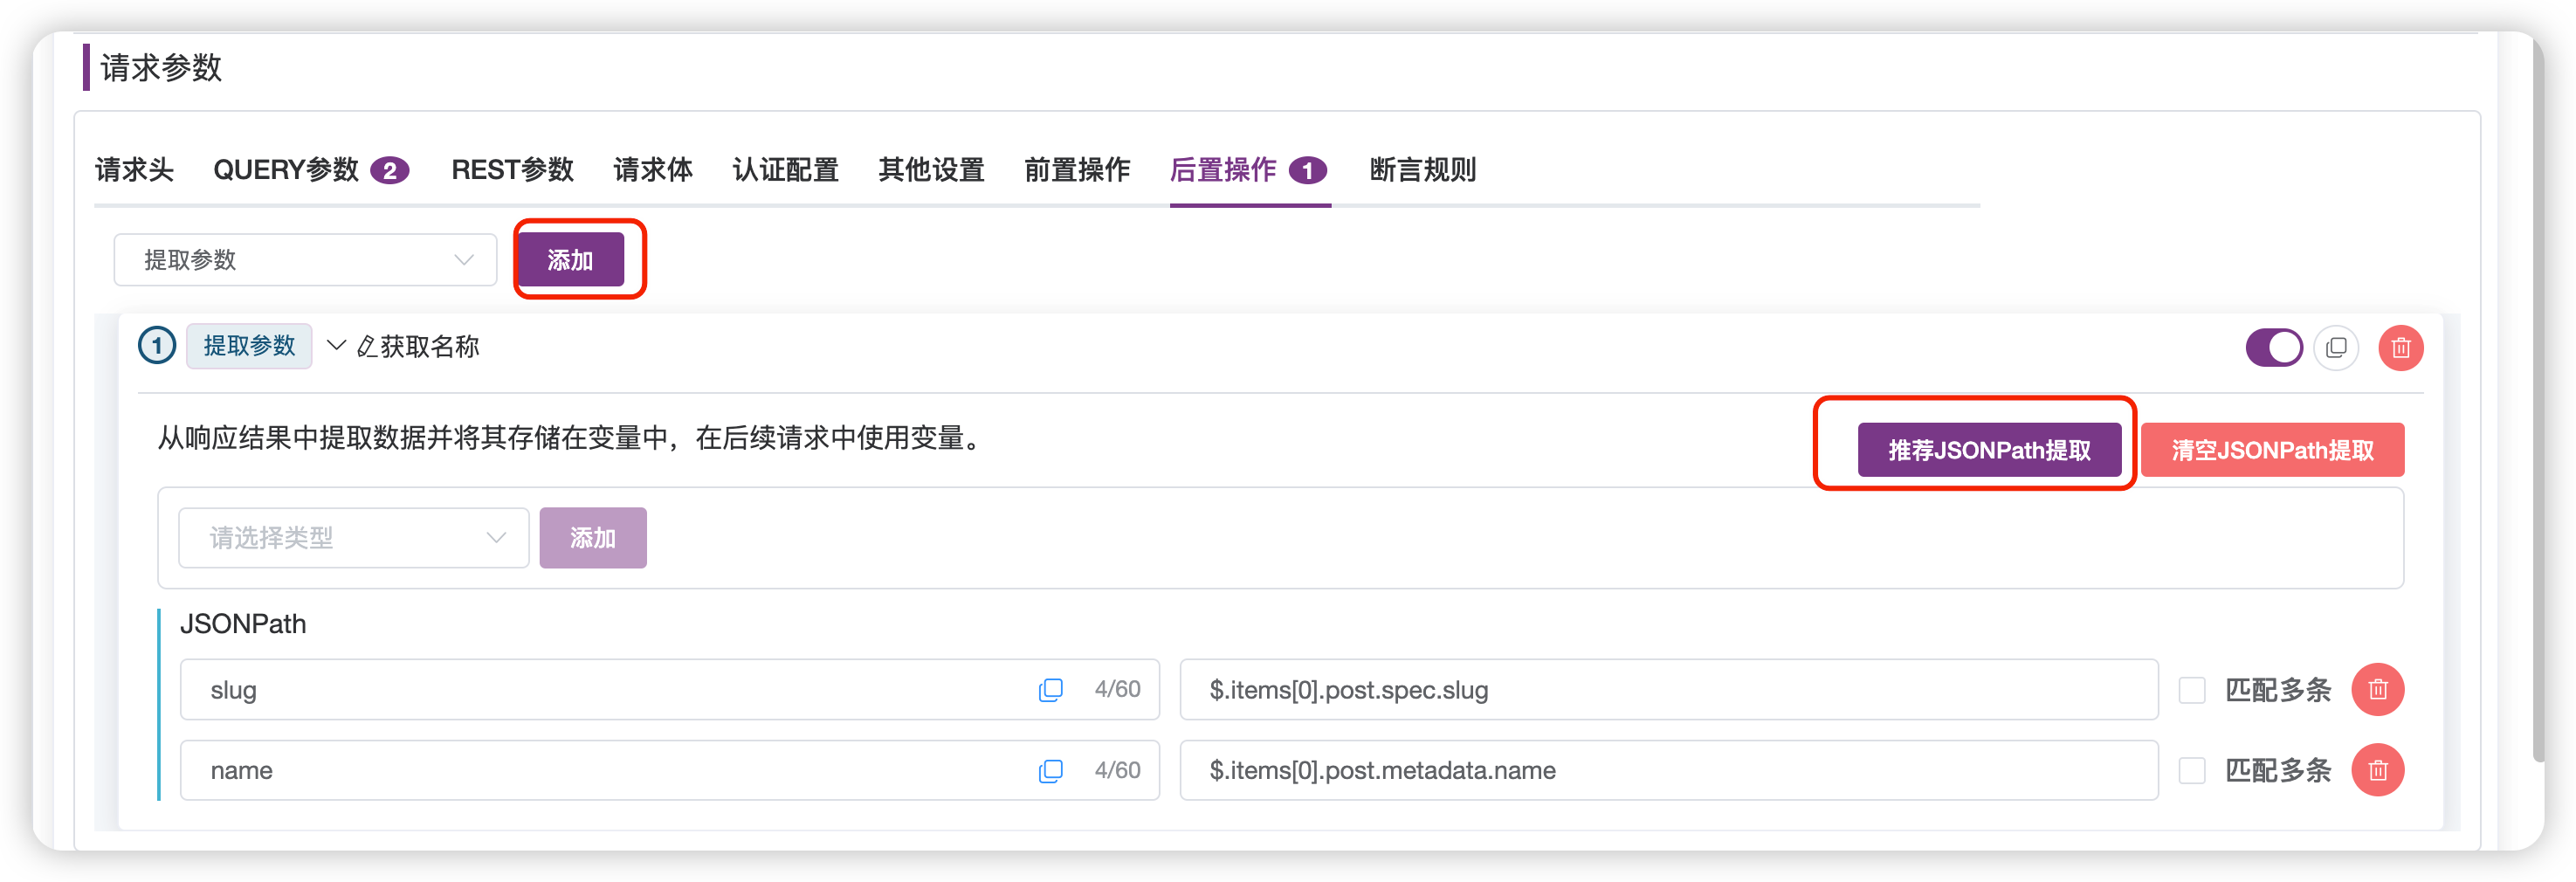 请求参数
请求头 QUERY参数 2 REST参数 请求体 认证配置 其他设置 前置操作 后置操作 1 断言规则
提取参数 添加
1 提取参数 获取名称
从响应结果中提取数据并将其存储在变量中，在后续请求中使用变量。 推荐JSONPath提取 清空JSONPath提取
请选择类型 添加
JSONPath
slug 4/60 $.items[0].post.spec.slug 匹配多条
name 4/60 $.items[0].post.metadata.name 匹配多条